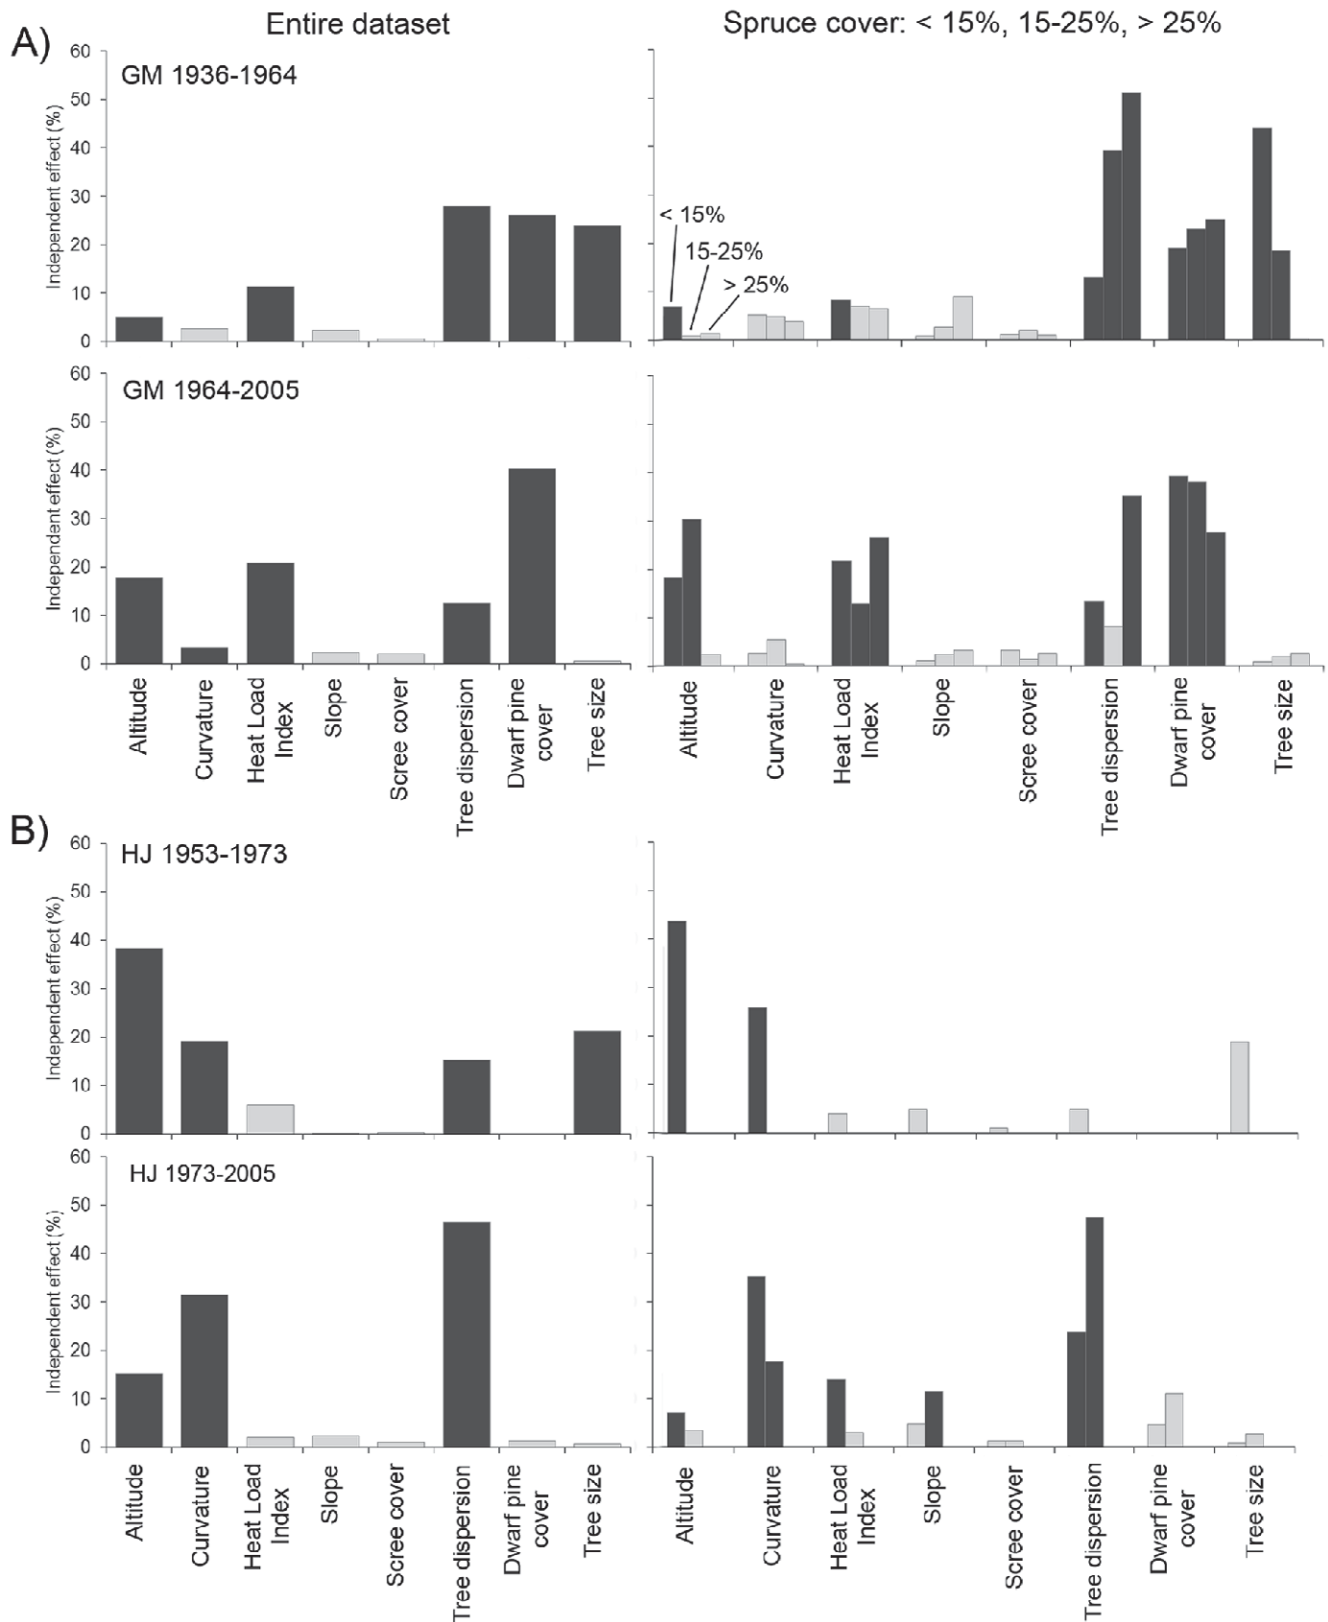 A)
Entire dataset
Spruce cover: < 15%, 15-25%, > 25%
GM 1936-1964
Independent effect (%)
60
50
40
30
20
10
0
< 15%
15-25%
> 25%
GM 1964-2005
Independent effect (%)
60
50
40
30
20
10
0
Altitude
Curvature
Heat Load
Index
Slope
Scree cover
Tree dispersion
Dwarf pine
cover
Tree size
Altitude
Curvature
Heat Load
Index
Slope
Scree cover
Tree dispersion
Dwarf pine
cover
Tree size
B)
HJ 1953-1973
Independent effect (%)
60
50
40
30
20
10
0
HJ 1973-2005
Independent effect (%)
60
50
40
30
20
10
0
Altitude
Curvature
Heat Load
Index
Slope
Scree cover
Tree dispersion
Dwarf pine
cover
Tree size
Altitude
Curvature
Heat Load
Index
Slope
Scree cover
Tree dispersion
Dwarf pine
cover
Tree size